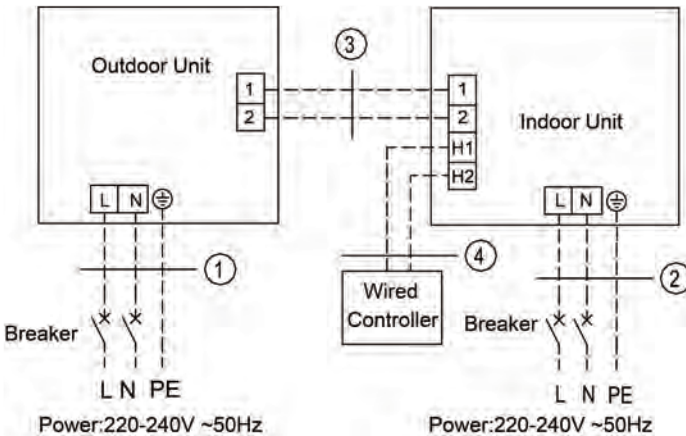 Outdoor Unit
1
2
L N
①
Breaker
L N PE
Power:220-240V ~50Hz
③
Indoor Unit
1
2
H1
H2
L N
④
Wired
Controller
②
Breaker
L N PE
Power:220-240V ~50Hz